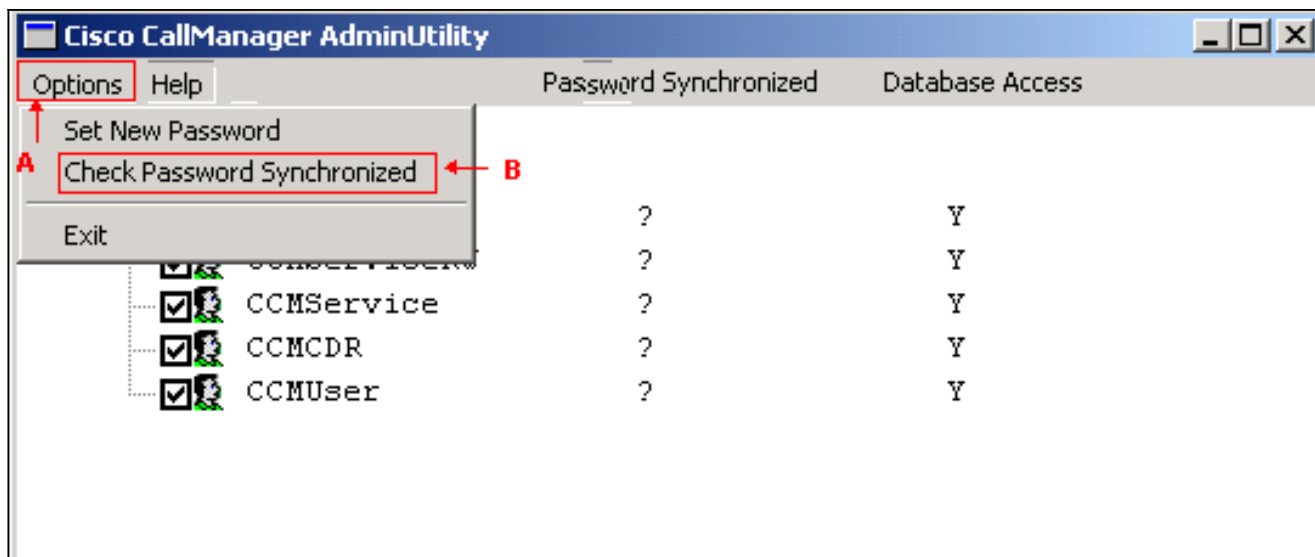 Cisco CallManager AdminUtility
Options Help Password Synchronized Database Access
Set New Password
A Check Password Synchronized B
? Y
Exit
? Y
CCMService ? Y
CCMCDR ? Y
CCMUser ? Y